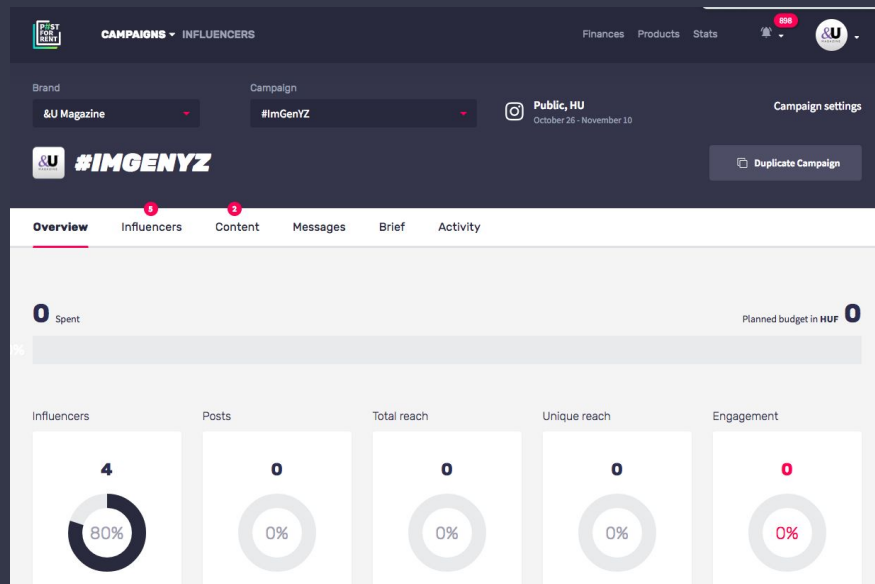 P#ST
FOR
RENT
CAMPAIGNS INFLUENCERS
Finances Products Stats
898
&U
Brand
Campaign
&U Magazine
#ImGenYZ
Public, HU
October 26 - November 10
Campaign settings
&U
#IMGENYZ
Duplicate Campaign
5
2
Overview Influencers Content Messages Brief Activity
0 Spent
Planned budget in HUF 0
%
Influencers Posts Total reach Unique reach Engagement
4 0 0 0 0
80% 0% 0% 0% 0%